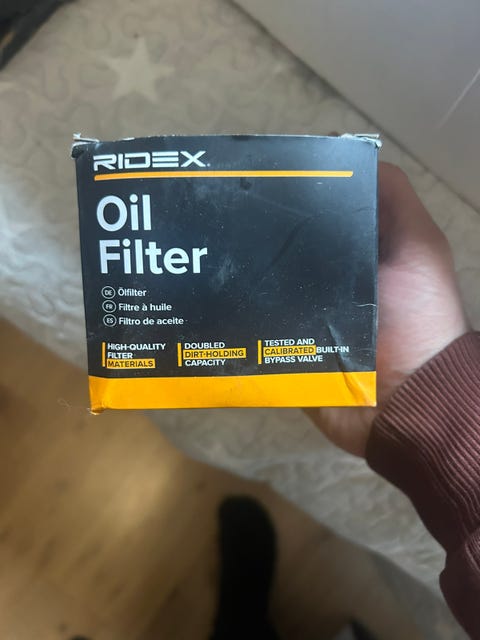 RIDEX
Oil
Filter
DE Ölfilter
FR Filtre à huile
ES Filtro de aceite
HIGH-QUALITY
FILTER
MATERIALS
DOUBLED
DIRT-HOLDING
CAPACITY
TESTED AND
CALIBRATED BUILT-IN
BYPASS VALVE